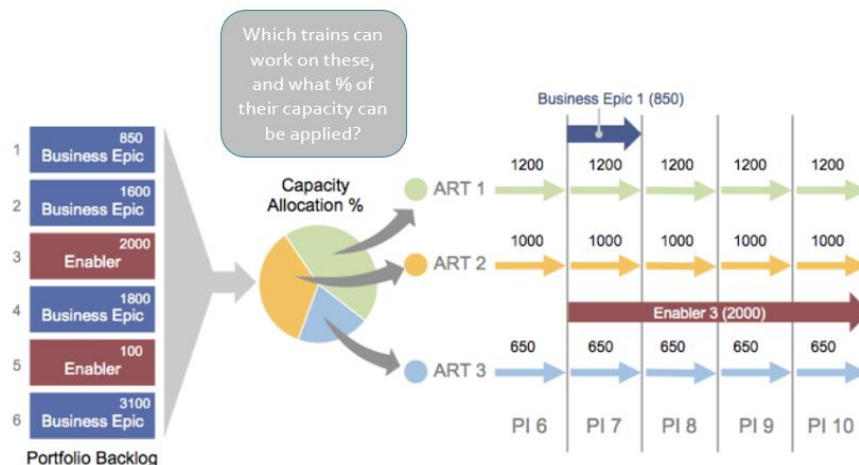 Which trains can
work on these,
and what % of
their capacity can
be applied?
Business Epic 1 (850)
1 850
Business Epic
2 1600
Business Epic
3 2000
Enabler
4 1800
Business Epic
5 100
Enabler
6 3100
Business Epic
Portfolio Backlog
Capacity
Allocation %
ART 1
1200 1200 1200 1200 1200
ART 2
1000 1000 1000 1000 1000
Enabler 3 (2000)
ART 3
650 650 650 650 650
PI 6 PI 7 PI 8 PI 9 PI 10